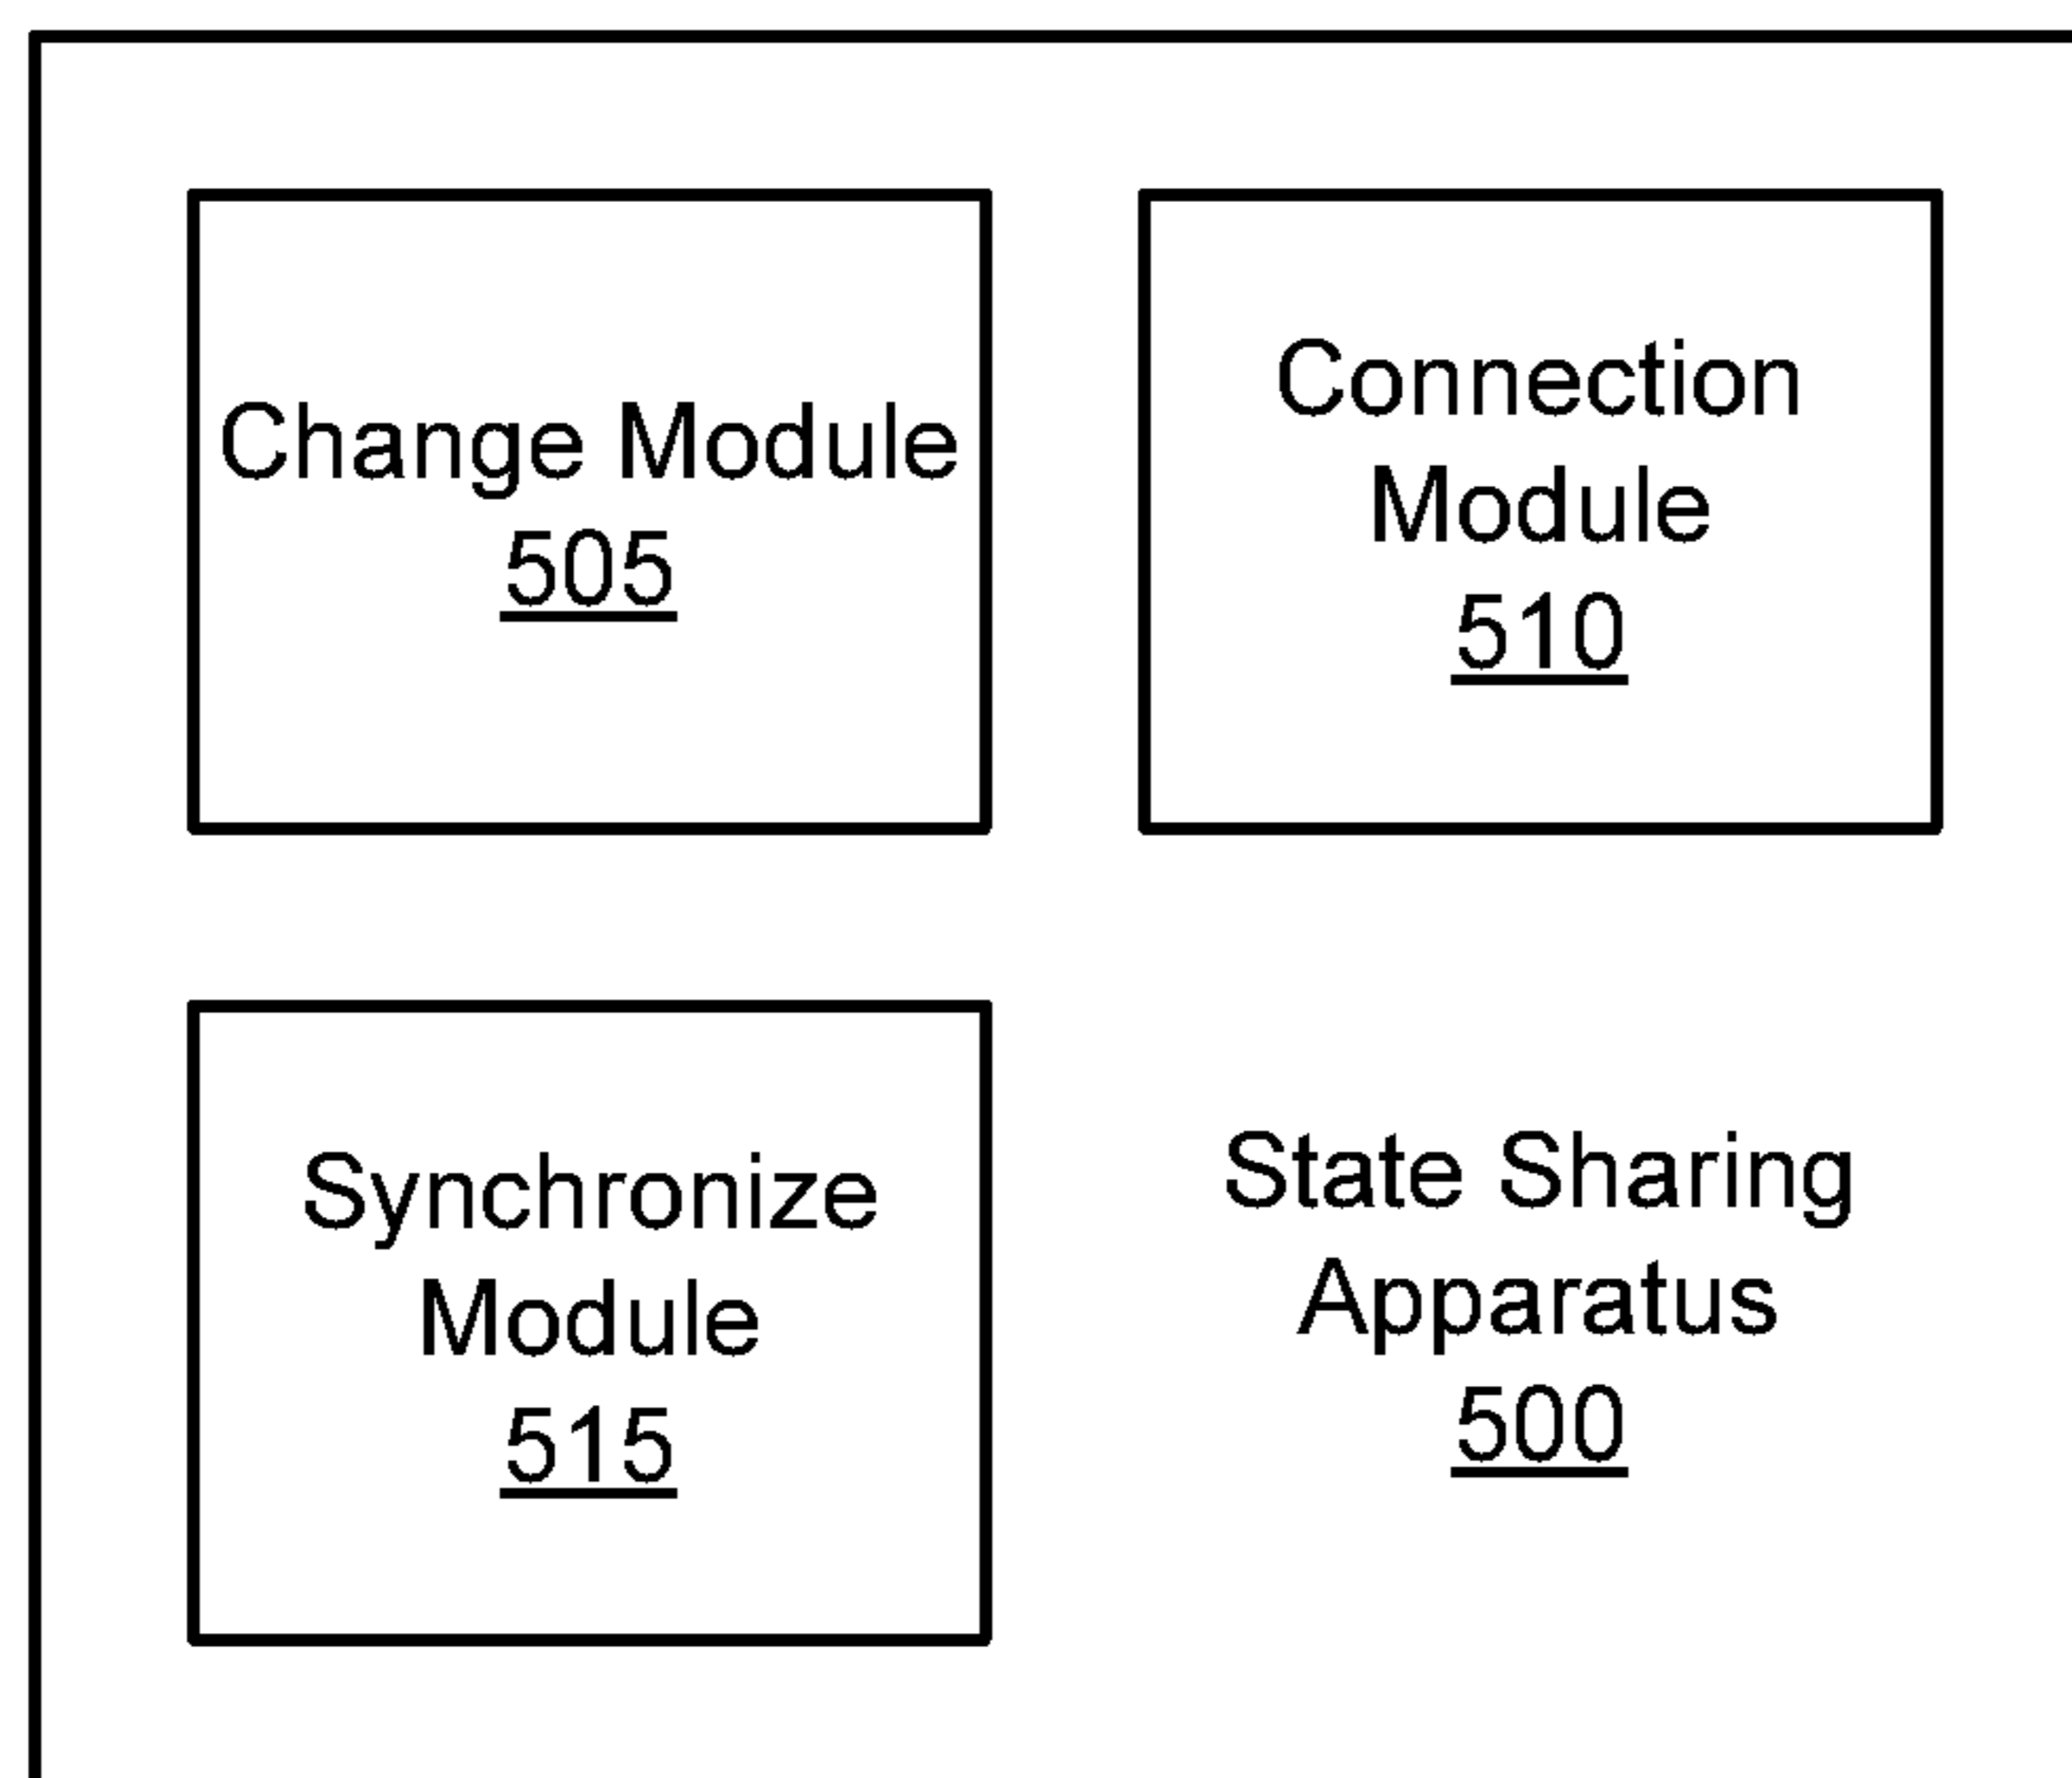 Change Module
505
Connection
Module
510
Synchronize
Module
515
State Sharing
Apparatus
500